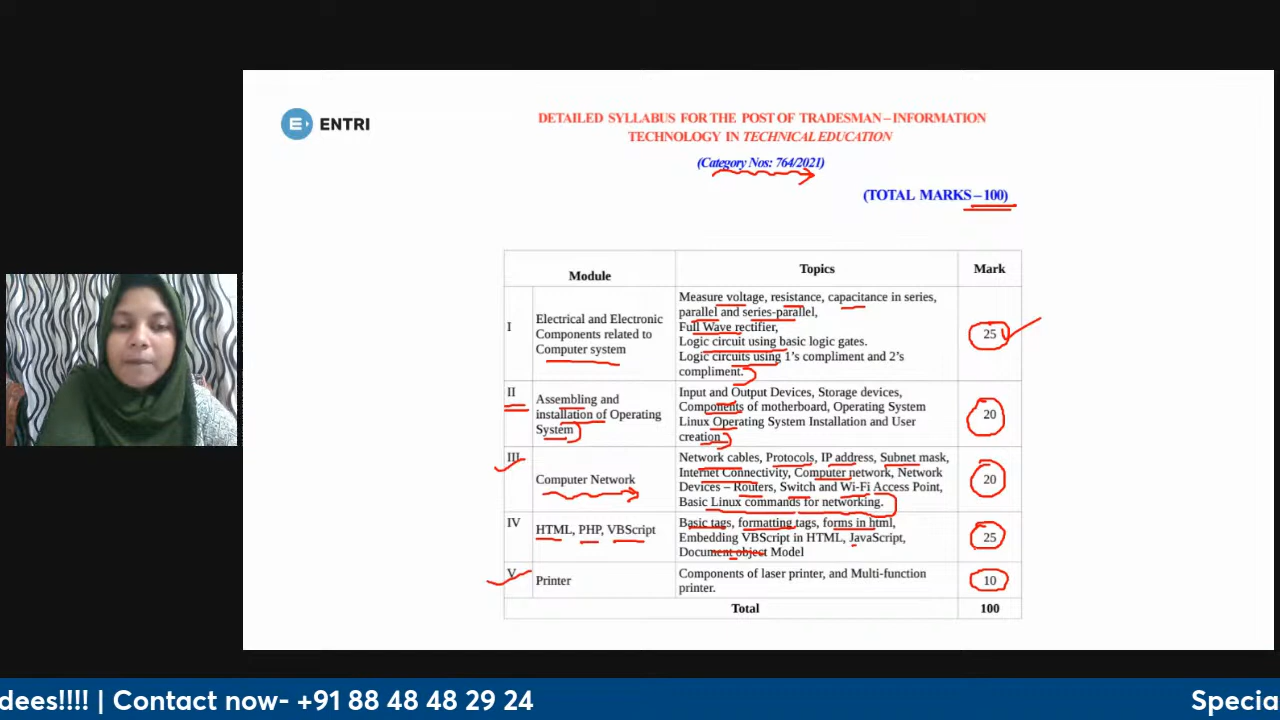 ENTRI
DETAILED SYLLABUS FOR THE POST OF TRADESMAN – INFORMATION
TECHNOLOGY IN TECHNICAL EDUCATION
(Category Nos: 764/2021)
(TOTAL MARKS – 100)
Module
Topics
Mark
I
Electrical and Electronic
Components related to
Computer system
Measure voltage, resistance, capacitance in series,
parallel and series-parallel,
Full Wave rectifier,
Logic circuit using basic logic gates.
Logic circuits using 1’s compliment and 2’s
compliment.
25
II
Assembling and
installation of Operating
System
Input and Output Devices, Storage devices,
Components of motherboard, Operating System
Linux Operating System Installation and User
creation
20
III
Computer Network
Network cables, Protocols, IP address, Subnet mask,
Internet Connectivity, Computer network, Network
Devices – Routers, Switch and Wi-Fi Access Point,
Basic Linux commands for networking.
20
IV
HTML, PHP, VBScript
Basic tags, formatting tags, forms in html,
Embedding VBScript in HTML, JavaScript,
Document object Model
25
V
Printer
Components of laser printer, and Multi-function
printer.
10
Total
100
dees!!!! | Contact now- +91 88 48 48 29 24
Specia